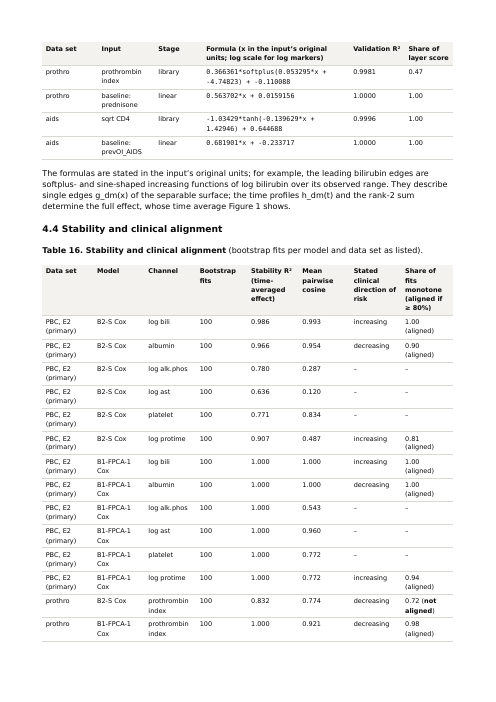 Data set Input Stage Formula (x in the input's original units; log scale for log markers) Validation R² Share of layer score
prothro prothrombin index library 0.366361*softplus(0.053295*x + -4.74823) + -0.110088 0.9981 0.47
prothro baseline: prednisone linear 0.563702*x + 0.0159156 1.0000 1.00
aids sqrt CD4 library -1.03429*tanh(-0.139629*x + 1.42946) + 0.644688 0.9996 1.00
aids baseline: prevOI_AIDS linear 0.681901*x + -0.233717 1.0000 1.00
The formulas are stated in the input's original units; for example, the leading bilirubin edges are
softplus- and sine-shaped increasing functions of log bilirubin over its observed range. They describe
single edges g_dm(x) of the separable surface; the time profiles h_dm(t) and the rank-2 sum
determine the full effect, whose time average Figure 1 shows.
4.4 Stability and clinical alignment
Table 16. Stability and clinical alignment (bootstrap fits per model and data set as listed).
Data set Model Channel Bootstrap fits Stability R² (time-averaged effect) Mean pairwise cosine Stated clinical direction of risk Share of fits monotone (aligned if ≥ 80%)
PBC, E2 (primary) B2-S Cox log bili 100 0.986 0.993 increasing 1.00 (aligned)
PBC, E2 (primary) B2-S Cox albumin 100 0.966 0.954 decreasing 0.90 (aligned)
PBC, E2 (primary) B2-S Cox log alk.phos 100 0.780 0.287 – –
PBC, E2 (primary) B2-S Cox log ast 100 0.636 0.120 – –
PBC, E2 (primary) B2-S Cox platelet 100 0.771 0.834 – –
PBC, E2 (primary) B2-S Cox log protime 100 0.907 0.487 increasing 0.81 (aligned)
PBC, E2 (primary) B1-FPCA-1 Cox log bili 100 1.000 1.000 increasing 1.00 (aligned)
PBC, E2 (primary) B1-FPCA-1 Cox albumin 100 1.000 1.000 decreasing 1.00 (aligned)
PBC, E2 (primary) B1-FPCA-1 Cox log alk.phos 100 1.000 0.543 – –
PBC, E2 (primary) B1-FPCA-1 Cox log ast 100 1.000 0.960 – –
PBC, E2 (primary) B1-FPCA-1 Cox platelet 100 1.000 0.772 – –
PBC, E2 (primary) B1-FPCA-1 Cox log protime 100 1.000 0.772 increasing 0.94 (aligned)
prothro B2-S Cox prothrombin index 100 0.832 0.774 decreasing 0.72 (not aligned)
prothro B1-FPCA-1 Cox prothrombin index 100 1.000 0.921 decreasing 0.98 (aligned)